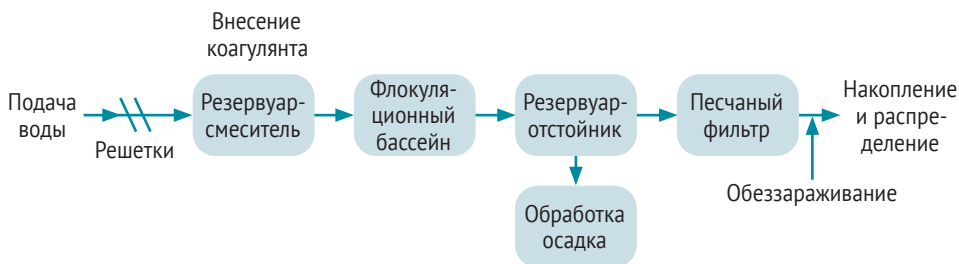 Внесение
коагулянта
Подача
воды
Решетки
Резервуар-
смеситель
Флокуля-
ционный
бассейн
Резервуар-
отстойник
Песчаный
фильтр
Накопление
и распре-
деление
Обеззараживание
Обработка
осадка